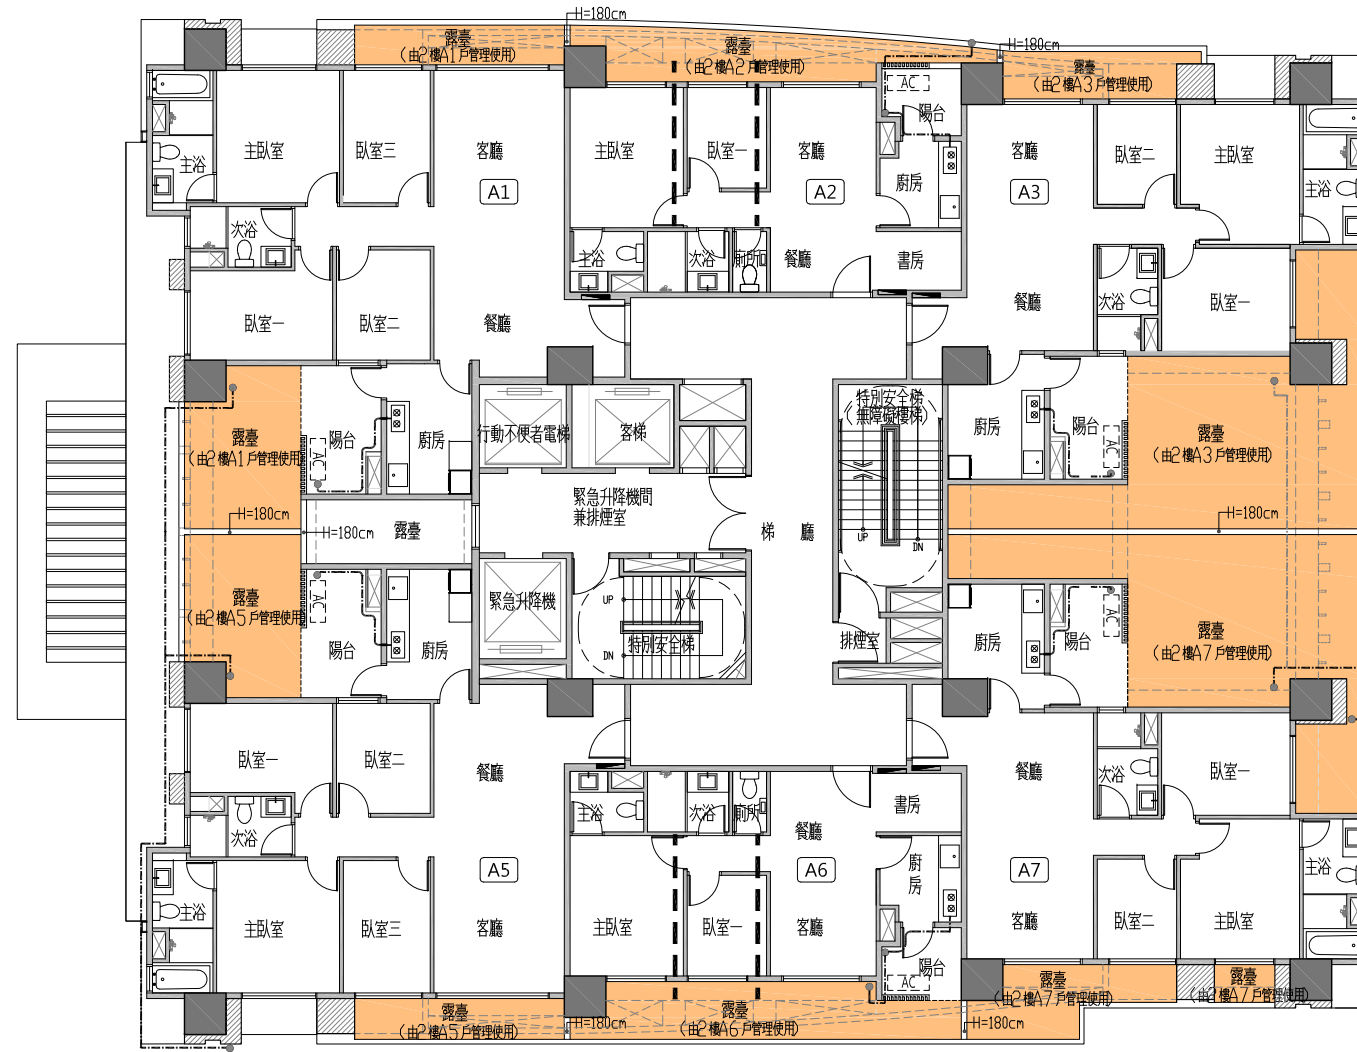 H=180cm
露臺
(由2樓A1戶管理使用)
露臺
(由2樓A2戶管理使用)
H=180cm
露臺
(由2樓A3戶管理使用)
AC
陽台
主浴
主臥室
臥室三
客廳
主臥室
臥室一
客廳
廚房
客廳
臥室二
主臥室
主浴
A1
A2
A3
次浴
主浴
次浴
廁所
餐廳
書房
臥室一
臥室二
餐廳
餐廳
次浴
臥室一
露臺
(由2樓A1戶管理使用)
陽台
AC
廚房
行動不便者電梯
客梯
特別安全梯
(無障礙樓梯)
廚房
陽台
AC
露臺
(由2樓A3戶管理使用)
H=180cm
H=180cm
露臺
緊急升降機間
兼排煙室
梯 廳
UP
DN
H=180cm
露臺
(由2樓A5戶管理使用)
AC
陽台
廚房
緊急升降機
UP
DN
特別安全梯
排煙室
廚房
陽台
AC
露臺
(由2樓A7戶管理使用)
臥室一
臥室二
餐廳
主浴
次浴
廁所
餐廳
書房
餐廳
次浴
臥室一
次浴
A5
A6
A7
主浴
主臥室
臥室三
客廳
主臥室
臥室一
客廳
廚房
客廳
臥室二
主臥室
主浴
陽台
AC
露臺
(由2樓A5戶管理使用)
H=180cm
露臺
(由2樓A6戶管理使用)
H=180cm
露臺
(由2樓A7戶管理使用)
露臺
(由2樓A7戶管理使用)